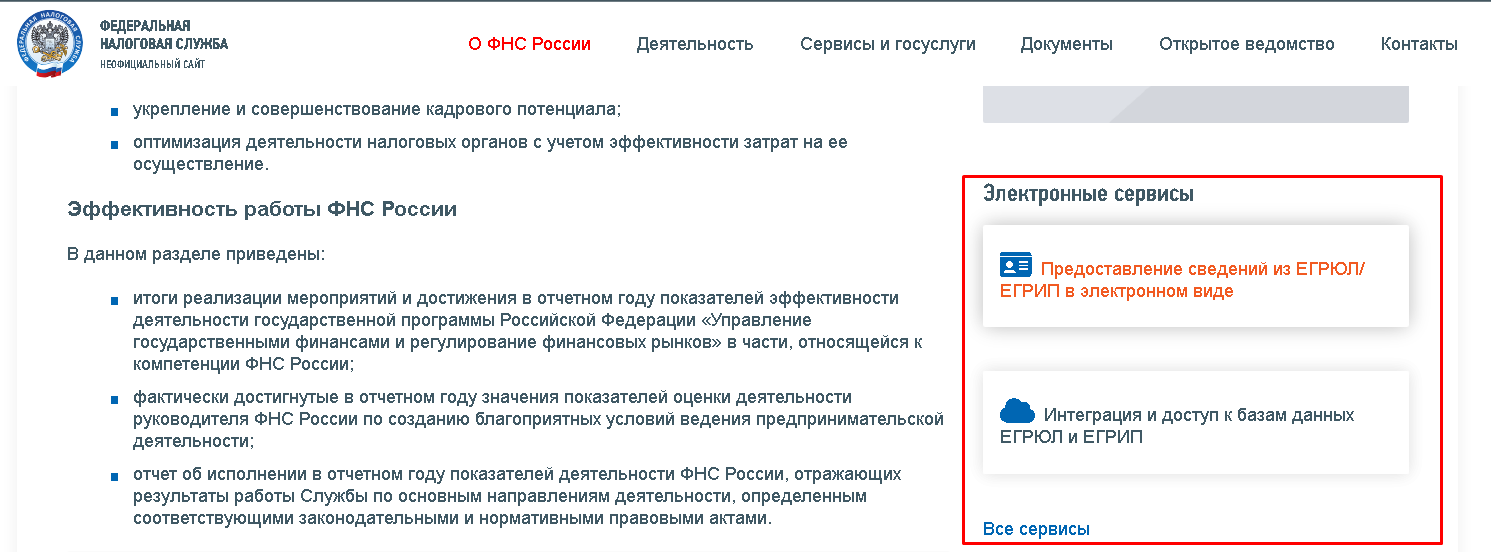 ФЕДЕРАЛЬНАЯ
НАЛОГОВАЯ СЛУЖБА
НЕОФИЦИАЛЬНЫЙ САЙТ
О ФНС России
Деятельность
Сервисы и госуслуги
Документы
Открытое ведомство
Контакты
укрепление и совершенствование кадрового потенциала;
оптимизация деятельности налоговых органов с учетом эффективности затрат на ее
осуществление.
Эффективность работы ФНС России
В данном разделе приведены:
итоги реализации мероприятий и достижения в отчетном году показателей эффективности
деятельности государственной программы Российской Федерации «Управление
государственными финансами и регулирование финансовых рынков» в части, относящейся к
компетенции ФНС России;
фактически достигнутые в отчетном году значения показателей оценки деятельности
руководителя ФНС России по созданию благоприятных условий ведения предпринимательской
деятельности;
отчет об исполнении в отчетном году показателей деятельности ФНС России, отражающих
результаты работы Службы по основным направлениям деятельности, определенным
соответствующими законодательными и нормативными правовыми актами.
Электронные сервисы
Предоставление сведений из ЕГРЮЛ/
ЕГРИП в электронном виде
Интеграция и доступ к базам данных
ЕГРЮЛ и ЕГРИП
Все сервисы